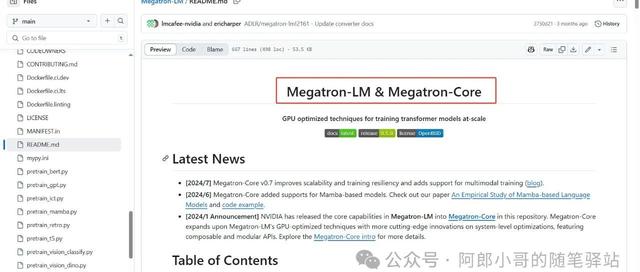 Files
Megatron-LM / README.md
main
Go to file
CODEOWNERS
CONTRIBUTING.md
Dockerfile.ci.dev
Dockerfile.ci.lts
Dockerfile.linting
LICENSE
MANIFEST.in
README.md
mypy.ini
pretrain_bert.py
pretrain_gpt.py
pretrain_ict.py
pretrain_mamba.py
pretrain_retro.py
pretrain_t5.py
pretrain_vision_classify.py
pretrain_vision_dino.py
lmcafee-nvidia and ericharper ADLR/megatron-lm!2161 - Update converter docs
2750d21 · 3 months ago
History
Preview Code Blame 667 lines (498 loc) · 53.5 KB
Raw
Megatron-LM & Megatron-Core
GPU optimized techniques for training transformer models at-scale
docs latest release 0.5.0 license OpenBSD
Latest News
[2024/7] Megatron-Core v0.7 improves scalability and training resiliency and adds support for multimodal training (blog).
[2024/6] Megatron-Core added supports for Mamba-based models. Check out our paper An Empirical Study of Mamba-based Language
Models and code example.
[2024/1 Announcement] NVIDIA has released the core capabilities in Megatron-LM into Megatron-Core in this repository. Megatron-Core
expands upon Megatron-LM's GPU-optimized techniques with more cutting-edge innovations on system-level optimizations, featuring
composable and modular APIs. Explore the Megatron-Core intro for more details.
Table of Contents
公众号 · 阿郎小哥的随笔驿站